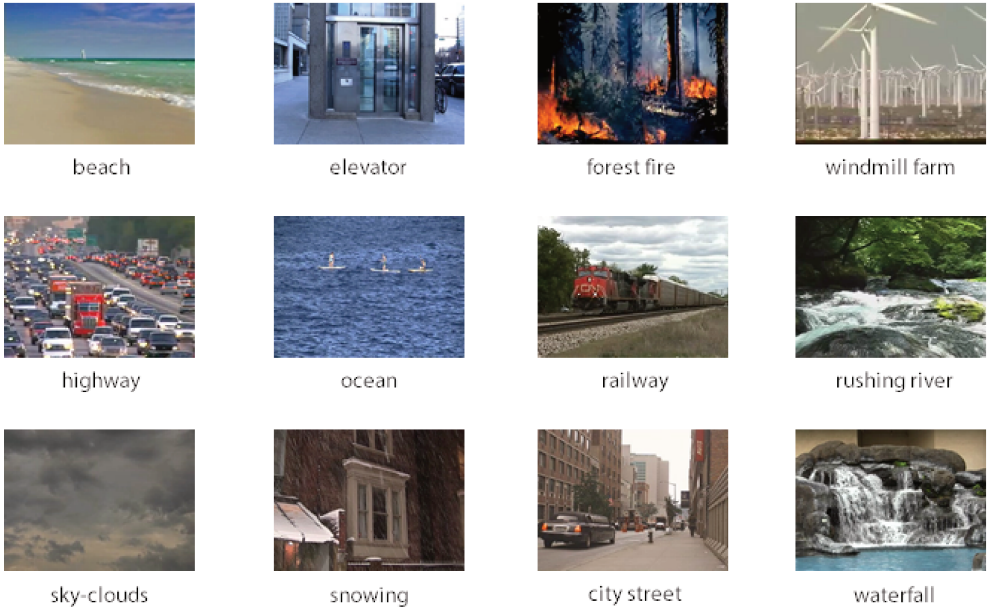 beach
elevator
forest fire
windmill farm
highway
ocean
railway
rushing river
sky-clouds
snowing
city street
waterfall